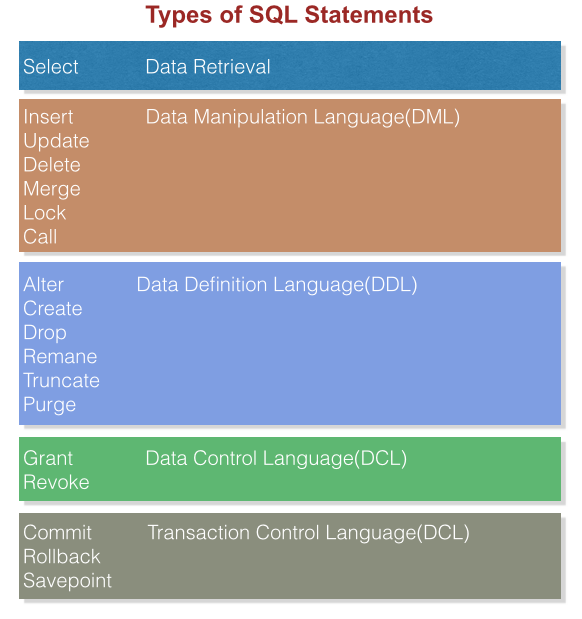 Types of SQL Statements
Select Data Retrieval
Insert Data Manipulation Language(DML)
Update
Delete
Merge
Lock
Call
Alter Data Definition Language(DDL)
Create
Drop
Remane
Truncate
Purge
Grant Data Control Language(DCL)
Revoke
Commit Transaction Control Language(DCL)
Rollback
Savepoint